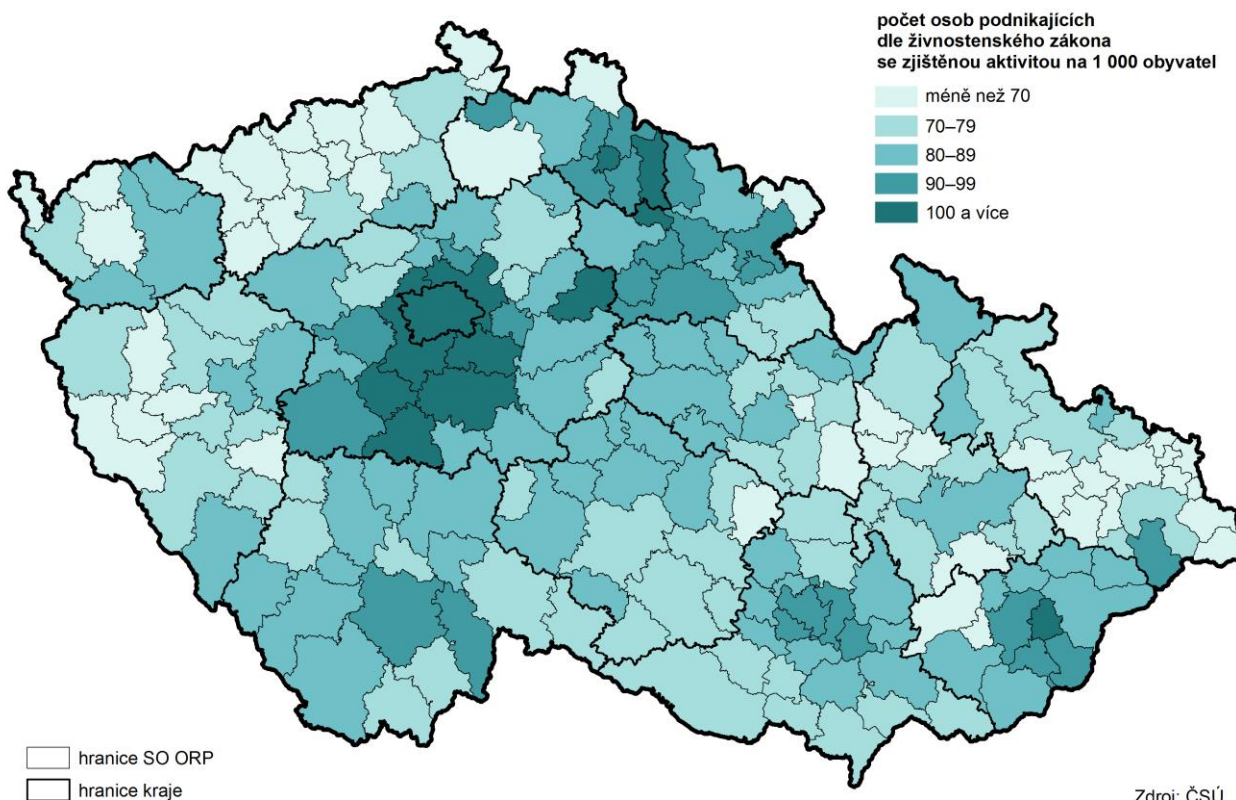 počet osob podnikajících
dle živnostenského zákona
se zjištěnou aktivitou na 1 000 obyvatel
méně než 70
70–79
80–89
90–99
100 a více
hranice SO ORP
hranice kraje
Zdroj: ČSÚ